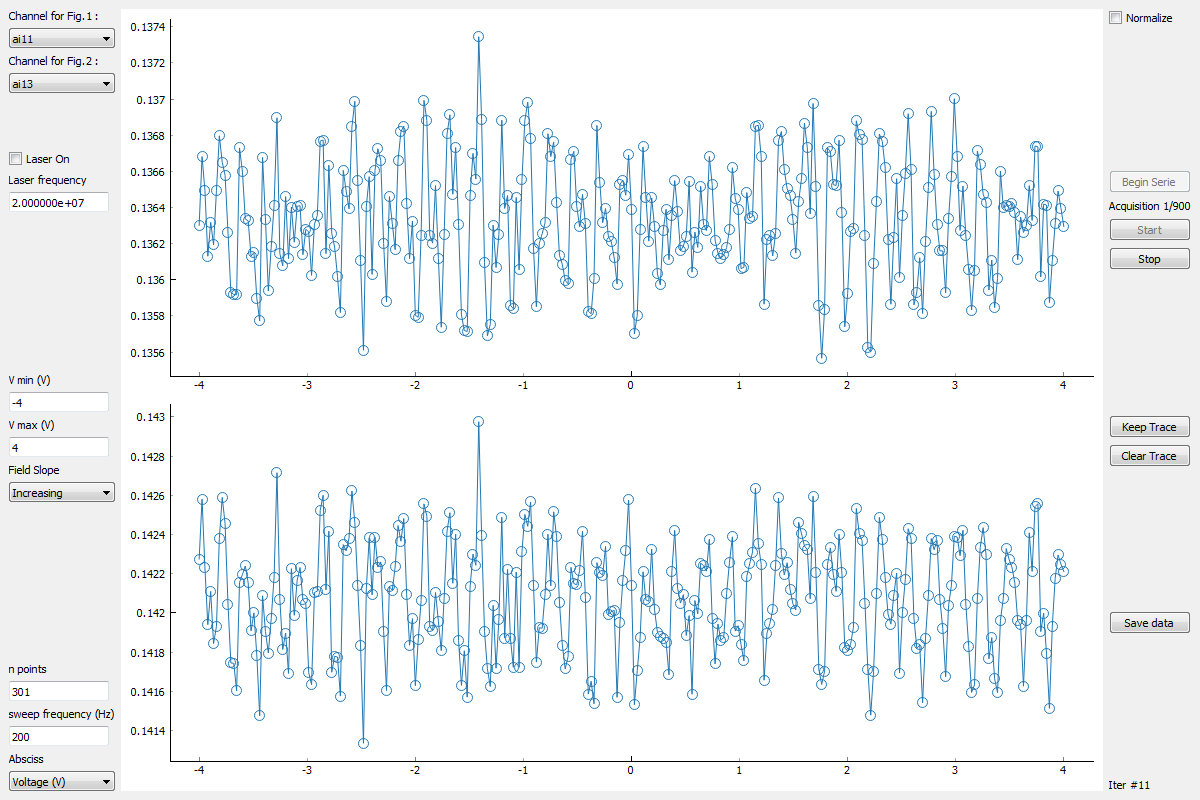 Channel for Fig.1 :
ai11
Channel for Fig.2 :
ai13
Laser On
Laser frequency
2.000000e+07
V min (V)
-4
V max (V)
4
Field Slope
Increasing
n points
301
sweep frequency (Hz)
200
Absciss
Voltage (V)
0.1374
0.1372
0.137
0.1368
0.1366
0.1364
0.1362
0.136
0.1358
0.1356
-4 -3 -2 -1 0 1 2 3 4
0.143
0.1428
0.1426
0.1424
0.1422
0.142
0.1418
0.1416
0.1414
-4 -3 -2 -1 0 1 2 3 4
Normalize
Begin Serie
Acquisition 1/900
Start
Stop
Keep Trace
Clear Trace
Save data
Iter #11